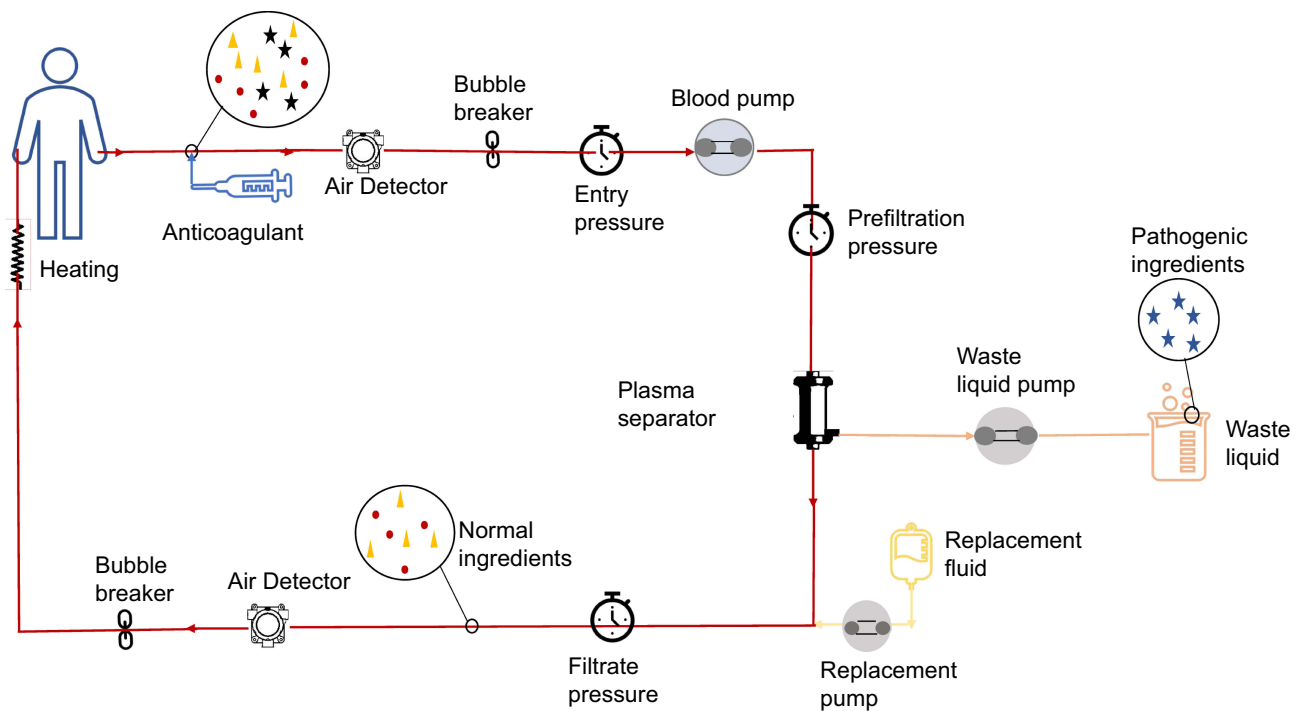 Bubble
breaker
Blood pump
Air Detector
Entry
pressure
Anticoagulant
Prefiltration
pressure
Pathogenic
ingredients
Heating
Waste
liquid pump
Plasma
separator
Waste
liquid
Normal
ingredients
Replacement
fluid
Bubble
breaker
Air Detector
Filtrate
pressure
Replacement
pump